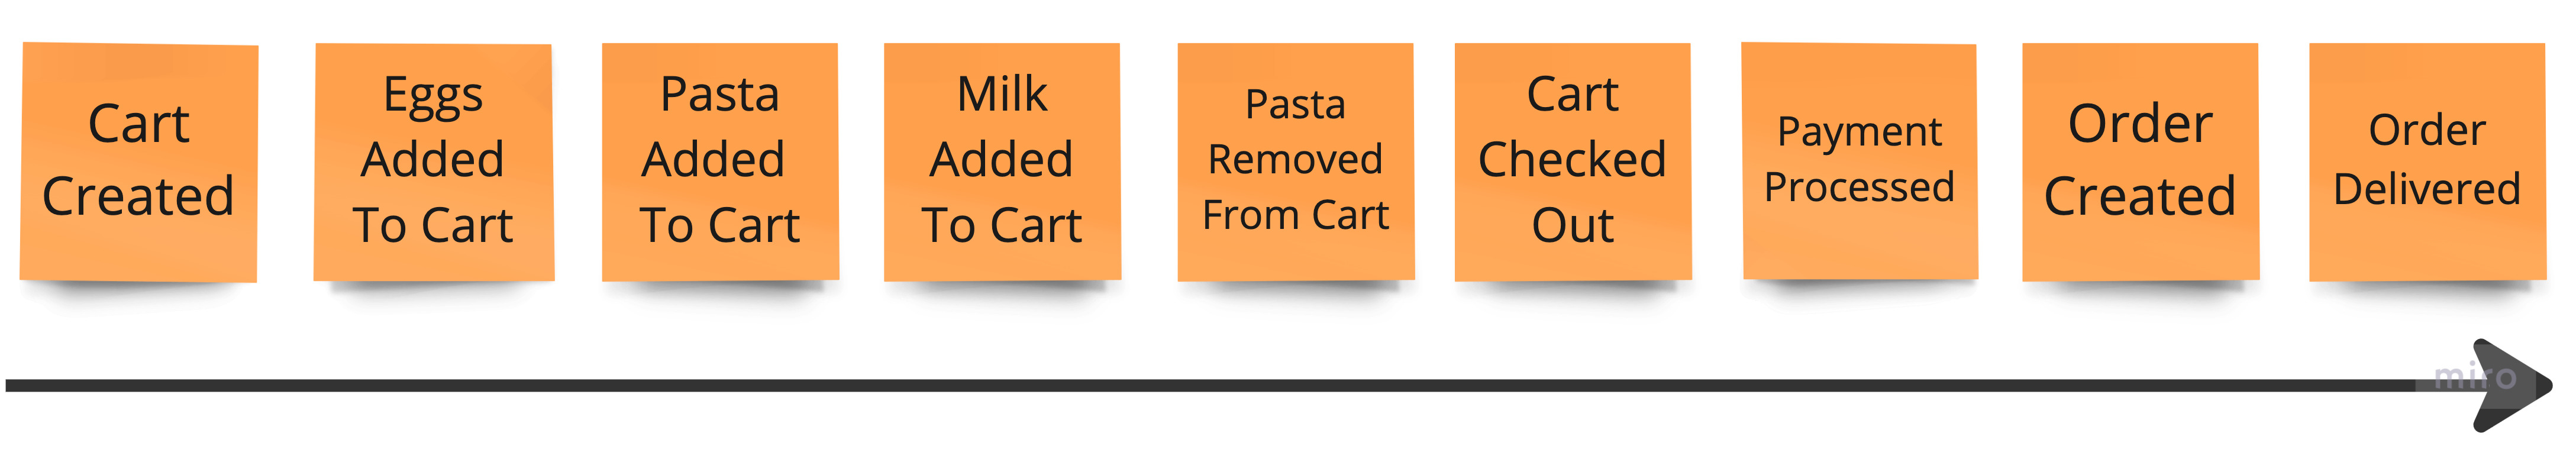 Cart
Created
Eggs
Added
To Cart
Pasta
Added
To Cart
Milk
Added
To Cart
Pasta
Removed
From Cart
Cart
Checked
Out
Payment
Processed
Order
Created
Order
Delivered
miro